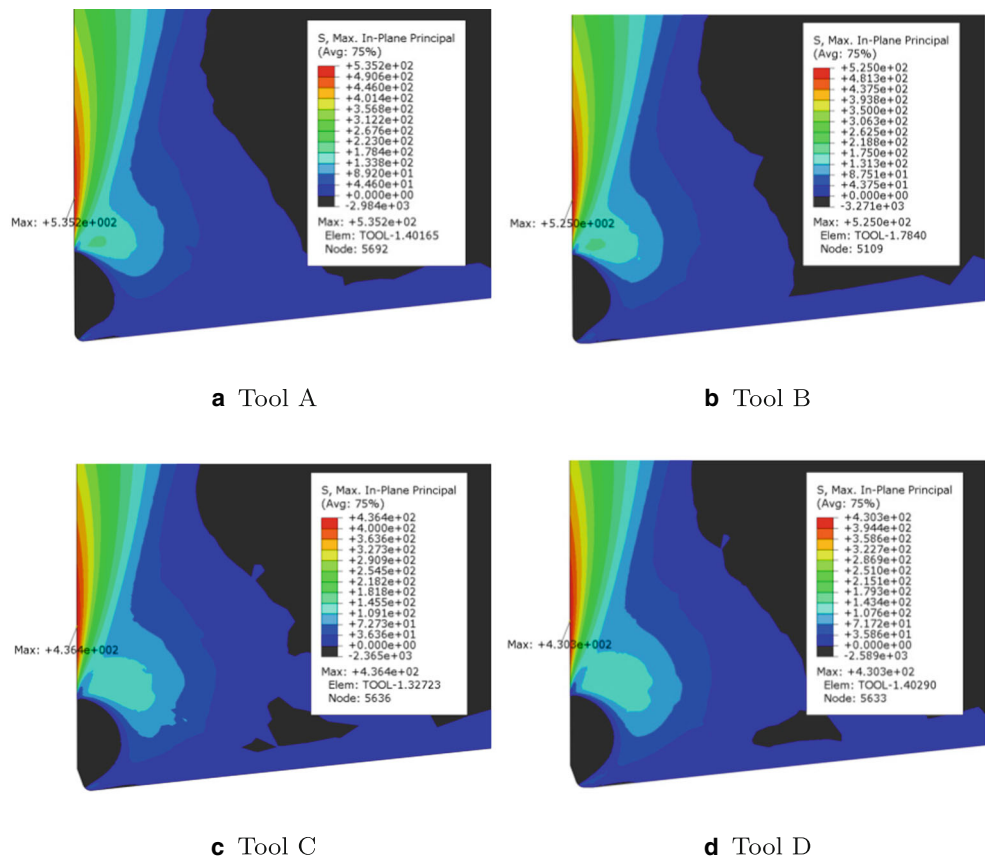 S, Max. In-Plane Principal
(Avg: 75%)
+5.352e+02
+4.906e+02
+4.460e+02
+4.014e+02
+3.568e+02
+3.122e+02
+2.676e+02
+2.230e+02
+1.784e+02
+1.338e+02
+8.920e+01
+4.460e+01
+0.000e+00
-2.984e+03
Max: +5.352e+02
Elem: TOOL-1.40165
Node: 5692
Max: +5.352e+002
a Tool A
S, Max. In-Plane Principal
(Avg: 75%)
+5.250e+02
+4.813e+02
+4.375e+02
+3.938e+02
+3.500e+02
+3.063e+02
+2.625e+02
+2.188e+02
+1.750e+02
+1.313e+02
+8.751e+01
+4.375e+01
+0.000e+00
-3.271e+03
Max: +5.250e+02
Elem: TOOL-1.7840
Node: 5109
Max: +5.250e+002
b Tool B
S, Max. In-Plane Principal
(Avg: 75%)
+4.364e+02
+4.000e+02
+3.636e+02
+3.273e+02
+2.909e+02
+2.545e+02
+2.182e+02
+1.818e+02
+1.455e+02
+1.091e+02
+7.273e+01
+3.636e+01
+0.000e+00
-2.365e+03
Max: +4.364e+02
Elem: TOOL-1.32723
Node: 5636
Max: +4.364e+002
c Tool C
S, Max. In-Plane Principal
(Avg: 75%)
+4.303e+02
+3.944e+02
+3.586e+02
+3.227e+02
+2.869e+02
+2.510e+02
+2.151e+02
+1.793e+02
+1.434e+02
+1.076e+02
+7.172e+01
+3.586e+01
+0.000e+00
-2.589e+03
Max: +4.303e+02
Elem: TOOL-1.40290
Node: 5633
Max: +4.303e+002
d Tool D